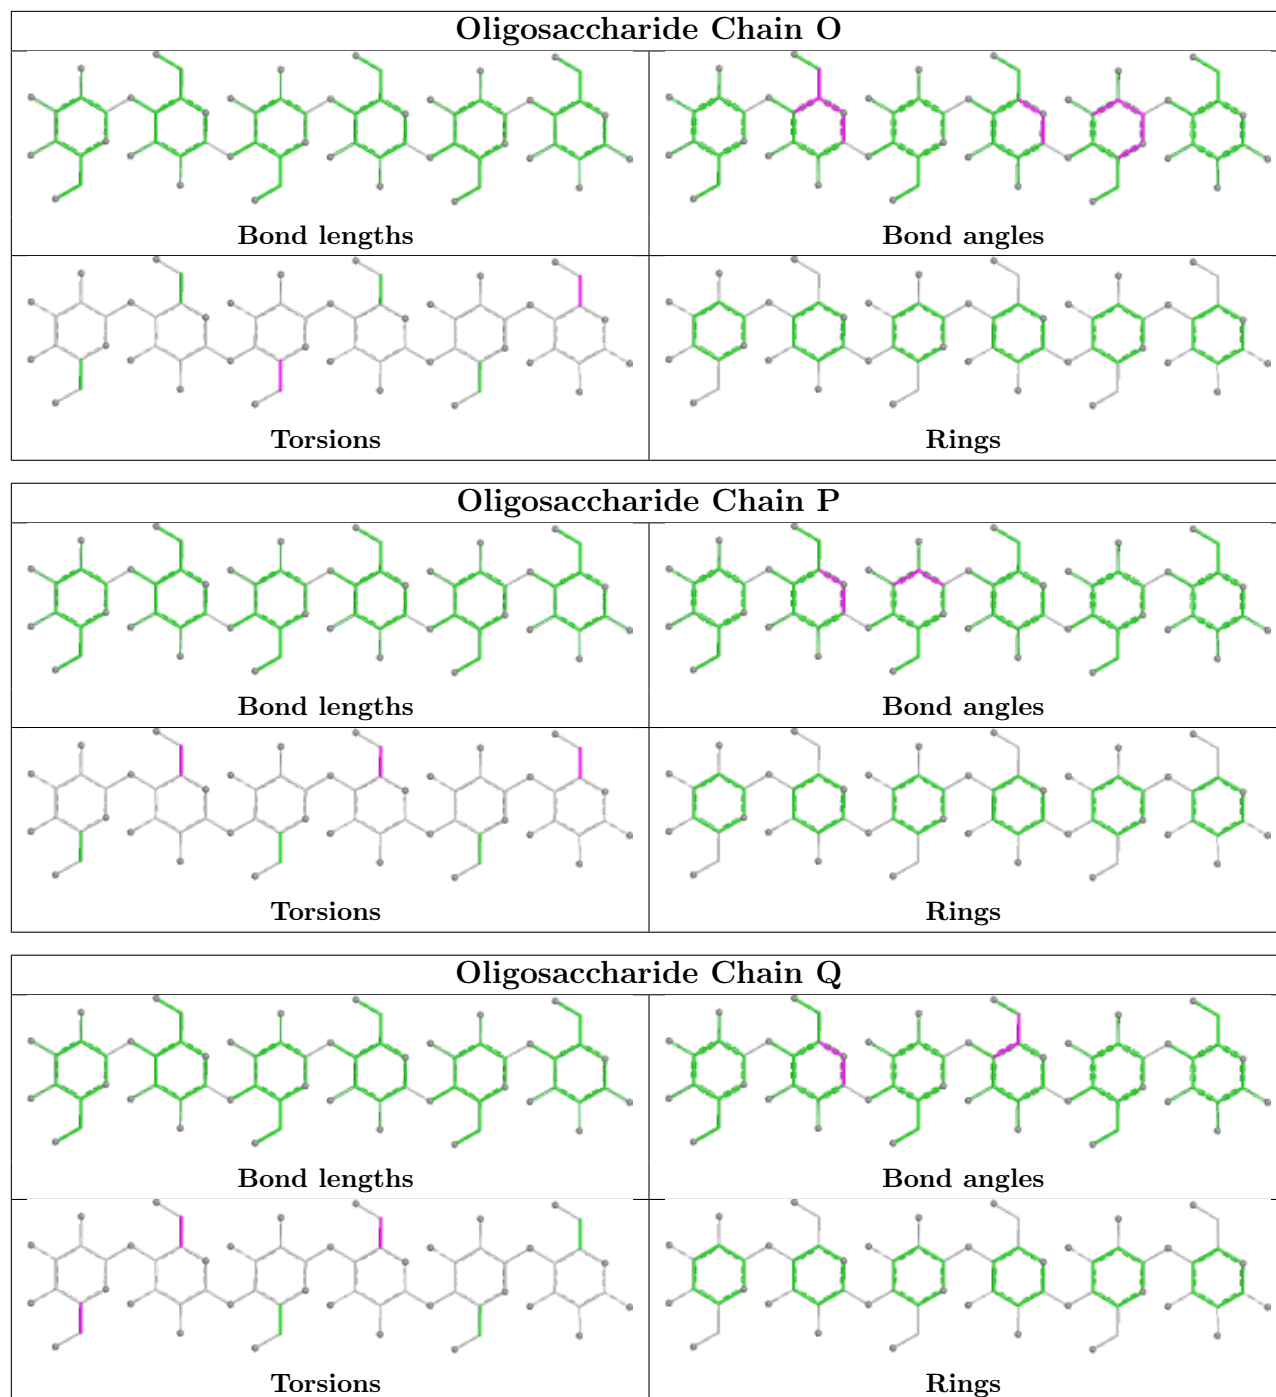 Oligosaccharide Chain O
Bond lengths
Bond angles
Torsions
Rings
Oligosaccharide Chain P
Bond lengths
Bond angles
Torsions
Rings
Oligosaccharide Chain Q
Bond lengths
Bond angles
Torsions
Rings